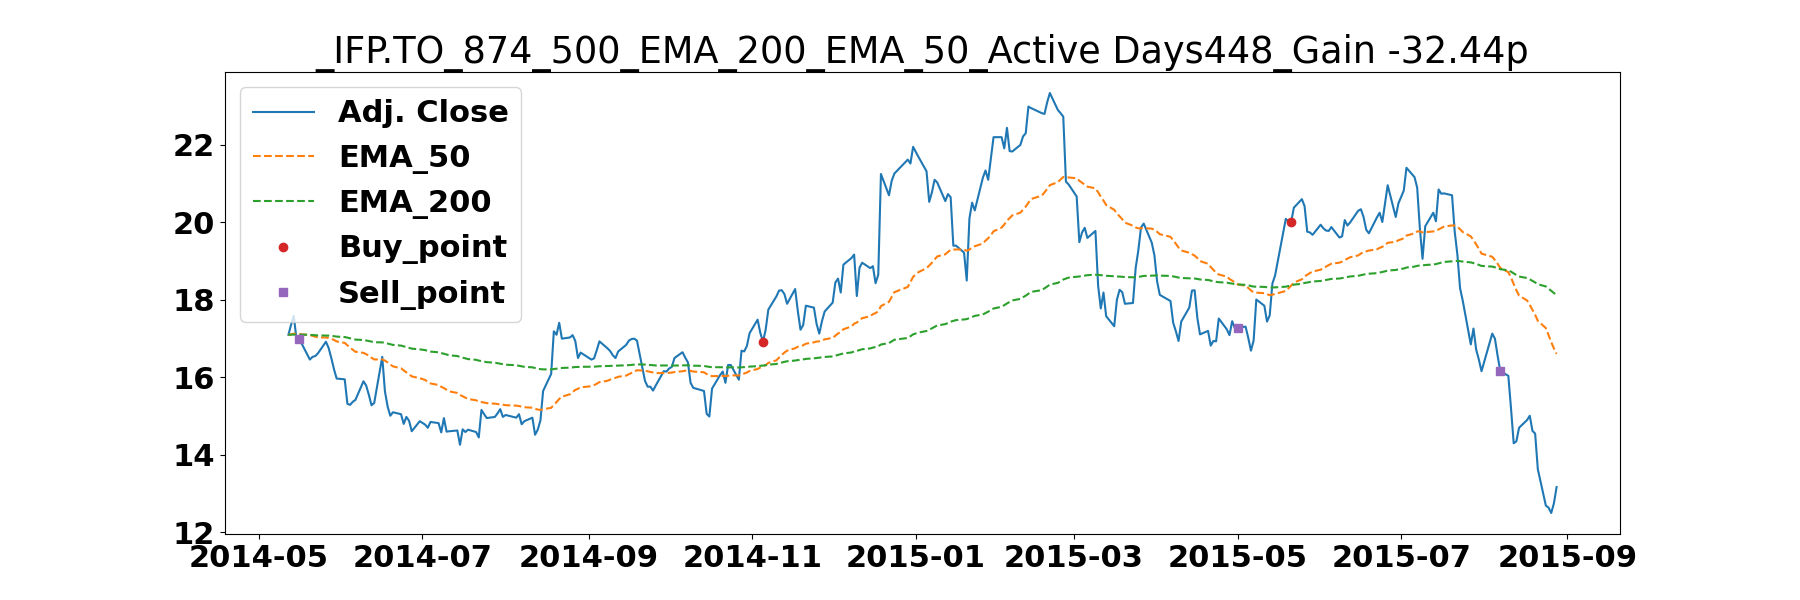 _IFP.TO_874_500_EMA_200_EMA_50_Active Days448_Gain -32.44p
Adj. Close
EMA_50
EMA_200
Buy_point
Sell_point
22
20
18
16
14
12
2014-05 2014-07 2014-09 2014-11 2015-01 2015-03 2015-05 2015-07 2015-09